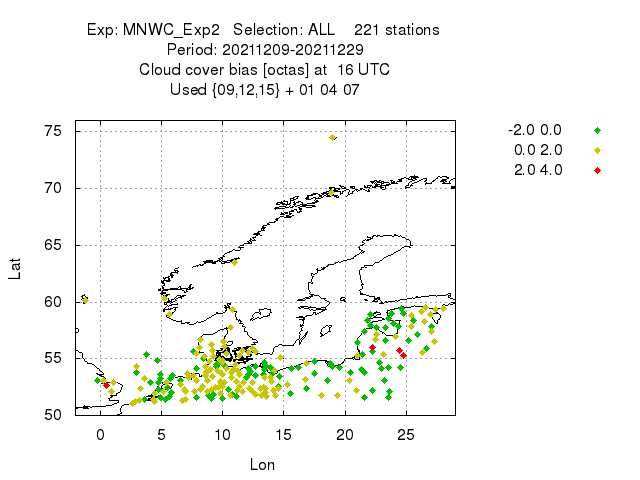 Exp: MNWC_Exp2   Selection: ALL    221 stations
Period: 20211209-20211229
Cloud cover bias [octas] at  16 UTC
Used {09,12,15} + 01 04 07
-2.0 0.0
0.0 2.0
2.0 4.0
75
70
65
60
55
50
Lat
0 5 10 15 20 25
Lon